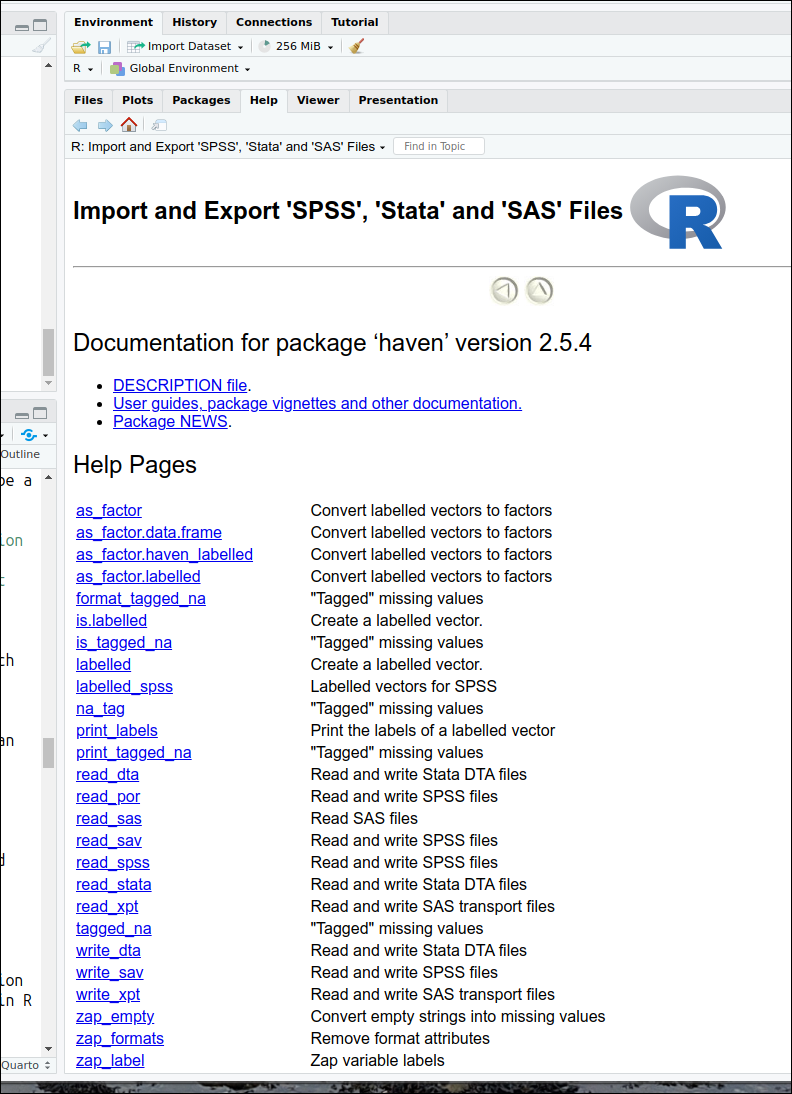 Environment History Connections Tutorial
Import Dataset 256 MiB
R Global Environment
Files Plots Packages Help Viewer Presentation
R: Import and Export 'SPSS', 'Stata' and 'SAS' Files Find in Topic
Import and Export 'SPSS', 'Stata' and 'SAS' Files R
Documentation for package ‘haven’ version 2.5.4
DESCRIPTION file.
User guides, package vignettes and other documentation.
Package NEWS.
Help Pages
as_factor Convert labelled vectors to factors
as_factor.data.frame Convert labelled vectors to factors
as_factor.haven_labelled Convert labelled vectors to factors
as_factor.labelled Convert labelled vectors to factors
format_tagged_na "Tagged" missing values
is.labelled Create a labelled vector.
is_tagged_na "Tagged" missing values
labelled Create a labelled vector.
labelled_spss Labelled vectors for SPSS
na_tag "Tagged" missing values
print_labels Print the labels of a labelled vector
print_tagged_na "Tagged" missing values
read_dta Read and write Stata DTA files
read_por Read and write SPSS files
read_sas Read SAS files
read_sav Read and write SPSS files
read_spss Read and write SPSS files
read_stata Read and write Stata DTA files
read_xpt Read and write SAS transport files
tagged_na "Tagged" missing values
write_dta Read and write Stata DTA files
write_sav Read and write SPSS files
write_xpt Read and write SAS transport files
zap_empty Convert empty strings into missing values
zap_formats Remove format attributes
zap_label Zap variable labels
Outline
a
in R
Quarto